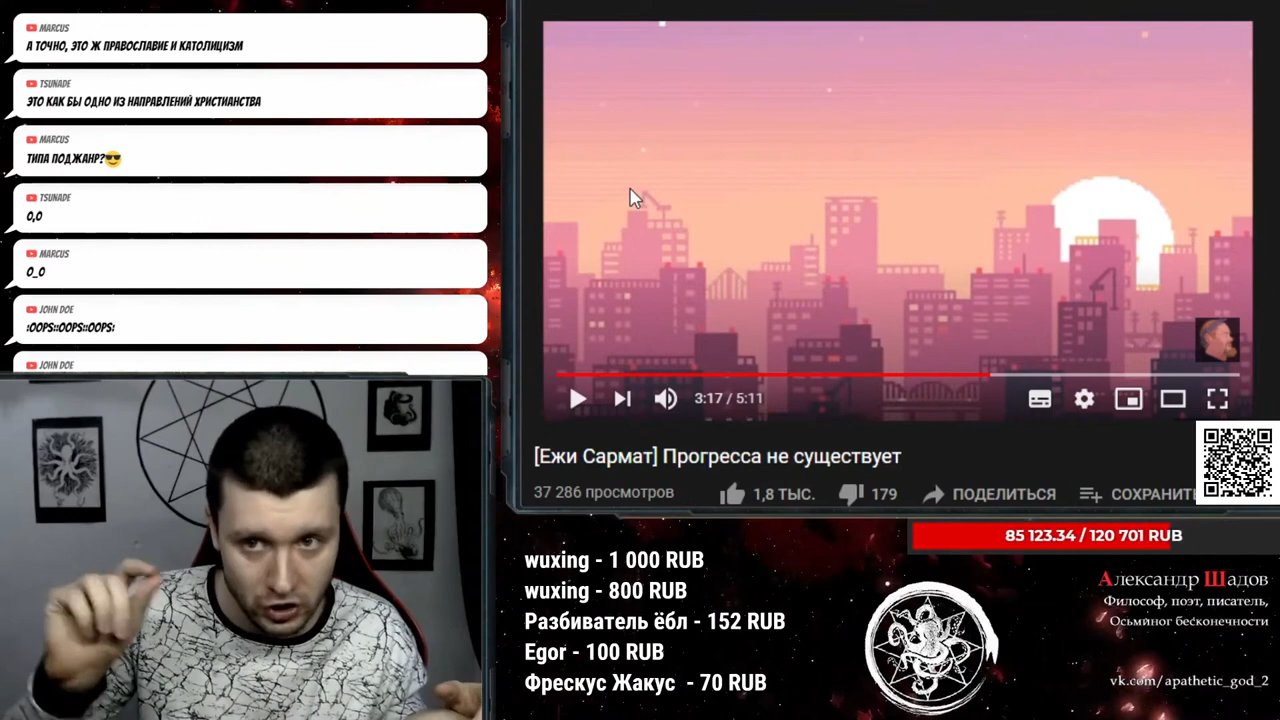 MARCUS
А ТОЧНО, ЭТО Ж ПРАВОСЛАВИЕ И КАТОЛИЦИЗМ
TSUNADE
ЭТО КАК БЫ ОДНО ИЗ НАПРАВЛЕНИЙ ХРИСТИАНСТВА
MARCUS
ТИПА ПОДЖАНР?😎
TSUNADE
0,0
MARCUS
O_O
JOHN DOE
:OOPS::OOPS::OOPS:
JOHN DOE
3:17 / 5:11
[Ежи Сармат] Прогресса не существует
37 286 просмотров
1,8 ТЫС.
179
ПОДЕЛИТЬСЯ
СОХРАНИТЬ
85 123.34 / 120 701 RUB
wuxing - 1 000 RUB
wuxing - 800 RUB
Разбиватель ёбл - 152 RUB
Egor - 100 RUB
Фрескус Жакус - 70 RUB
Александр Шадов
Философ, поэт, писатель,
Осьминог бесконечности
vk.com/apathetic_god_2